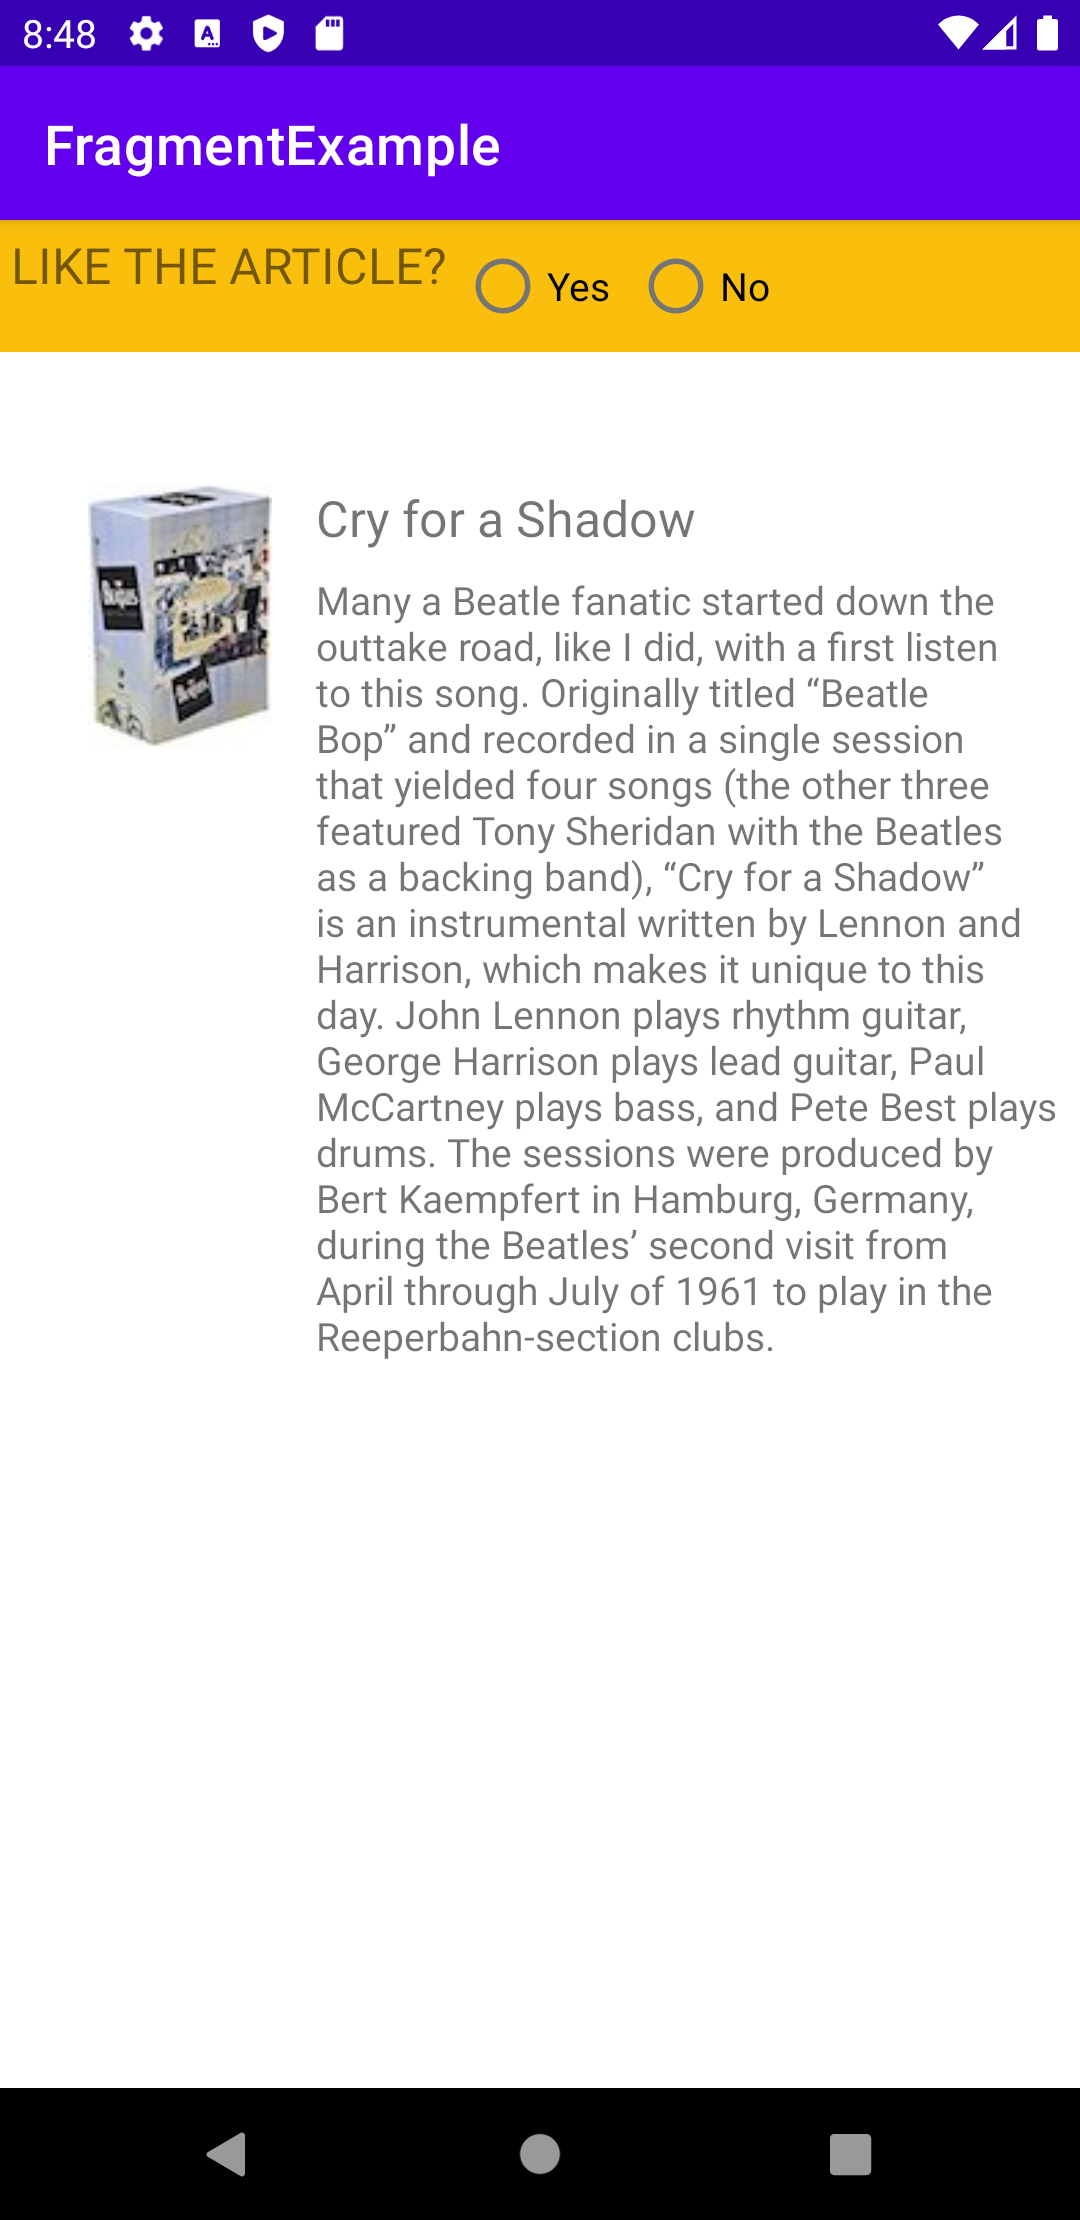 8:48
FragmentExample
LIKE THE ARTICLE? Yes No
Cry for a Shadow
Many a Beatle fanatic started down the
outtake road, like I did, with a first listen
to this song. Originally titled “Beatle
Bop” and recorded in a single session
that yielded four songs (the other three
featured Tony Sheridan with the Beatles
as a backing band), “Cry for a Shadow”
is an instrumental written by Lennon and
Harrison, which makes it unique to this
day. John Lennon plays rhythm guitar,
George Harrison plays lead guitar, Paul
McCartney plays bass, and Pete Best plays
drums. The sessions were produced by
Bert Kaempfert in Hamburg, Germany,
during the Beatles’ second visit from
April through July of 1961 to play in the
Reeperbahn-section clubs.